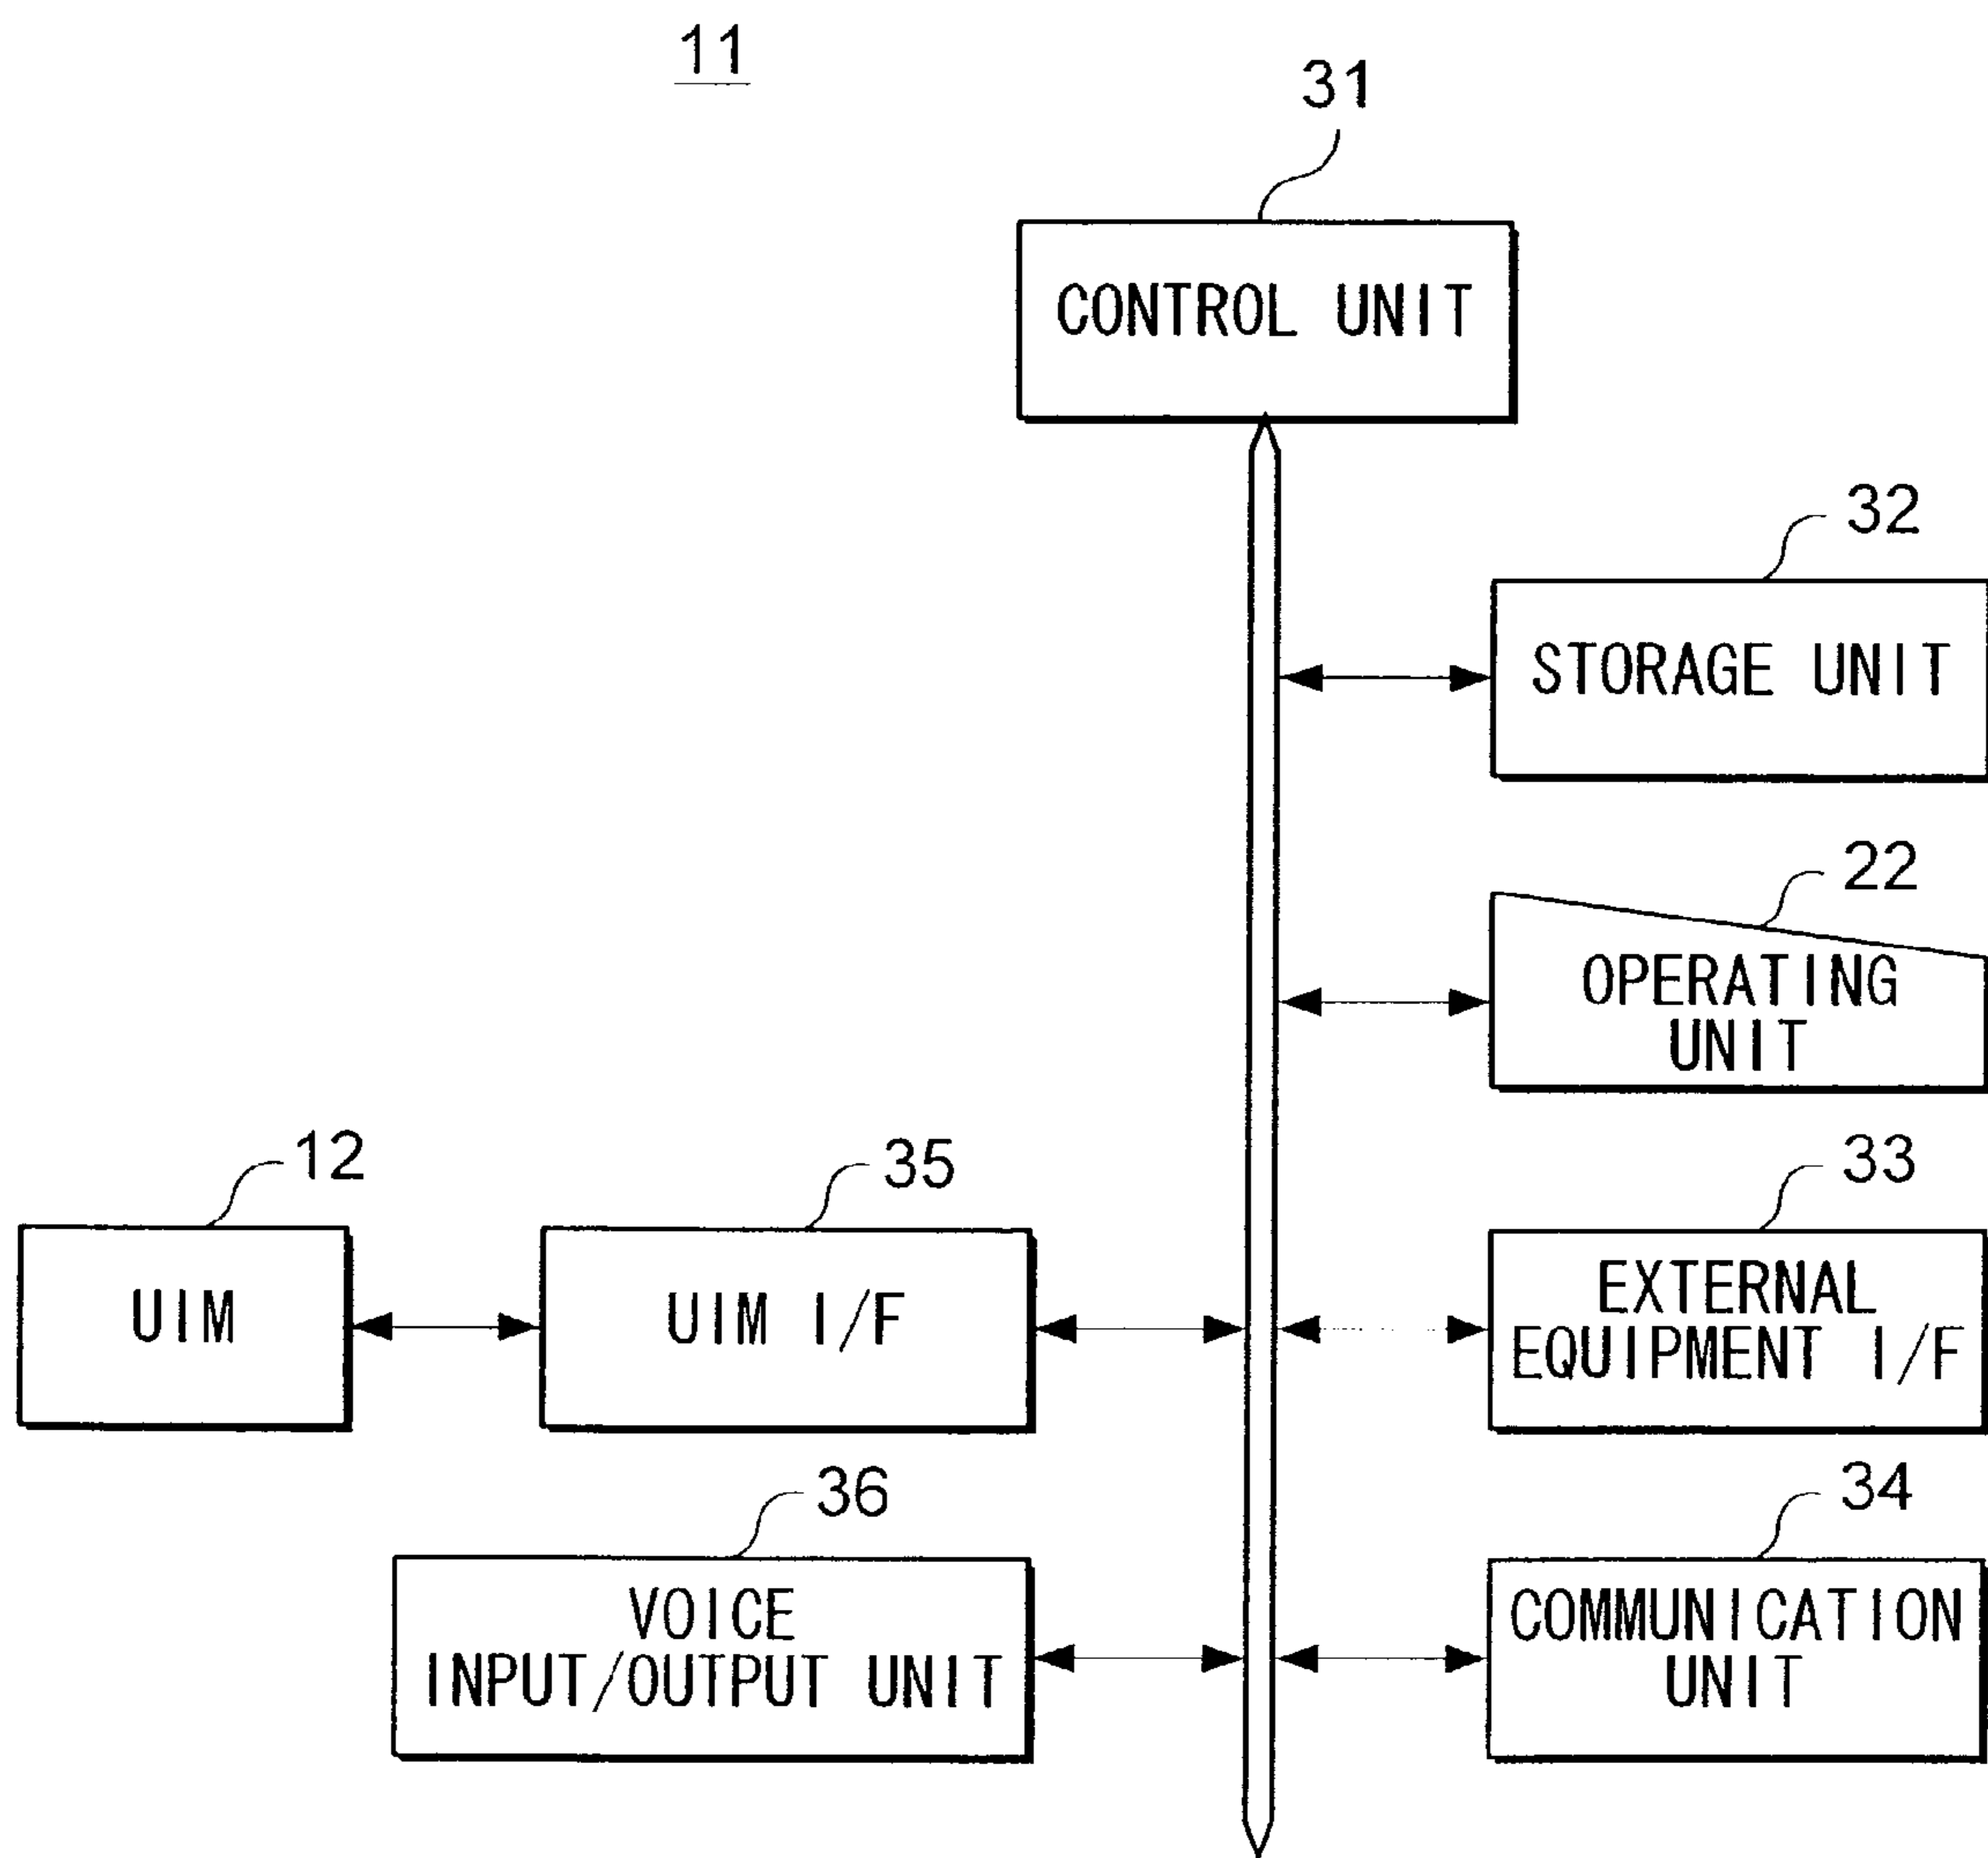 11
31
CONTROL UNIT
32
STORAGE UNIT
22
OPERATING
UNIT
12
35
33
UIM
UIM I/F
EXTERNAL
EQUIPMENT I/F
36
34
VOICE
INPUT/OUTPUT UNIT
COMMUNICATION
UNIT